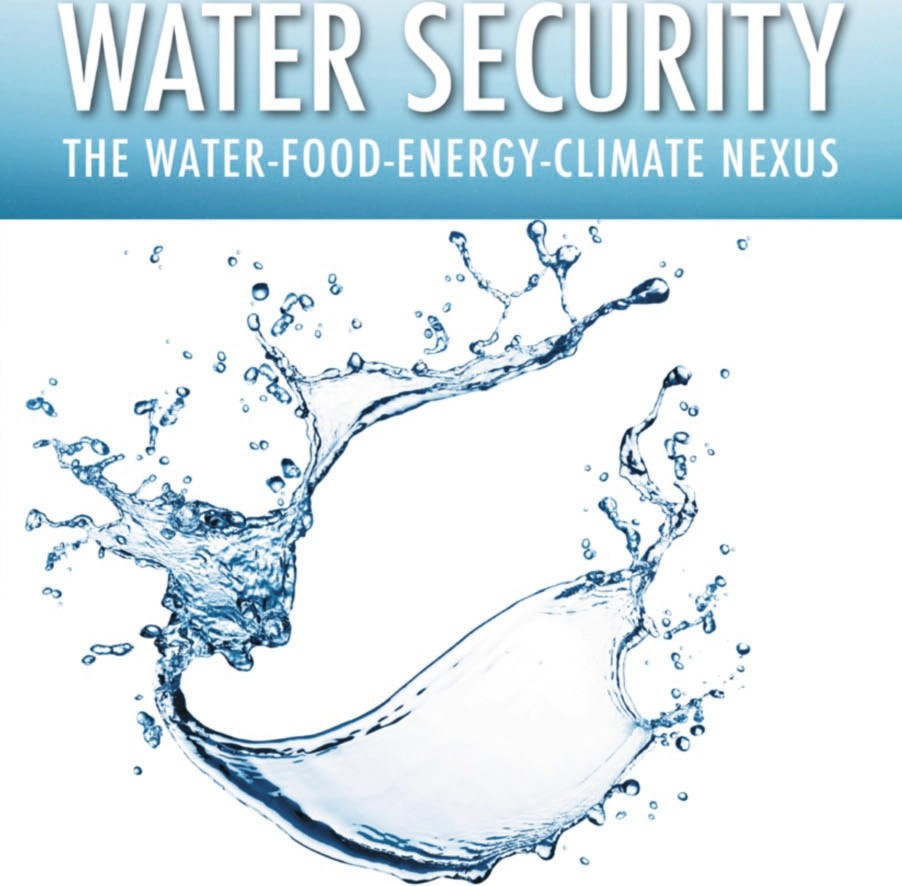 WATER SECURITY
THE WATER-FOOD-ENERGY-CLIMATE NEXUS